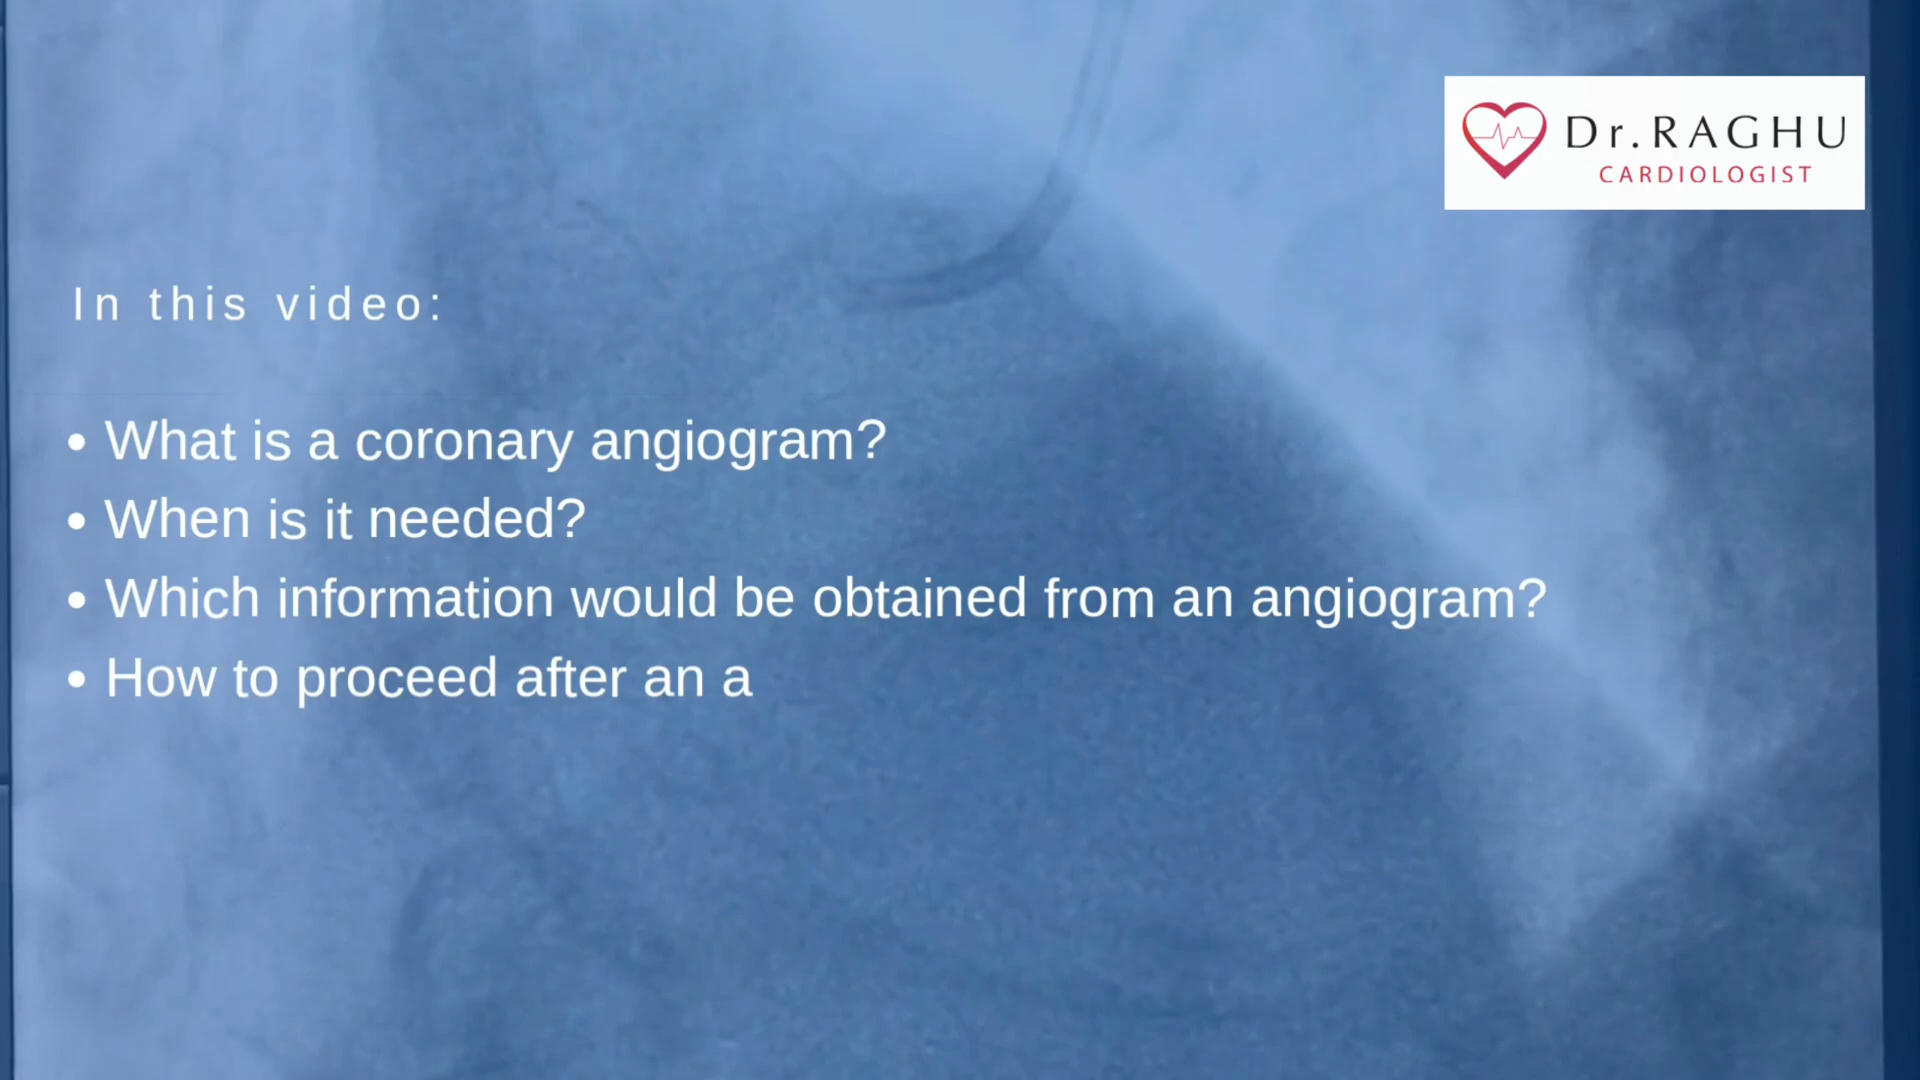 Dr.RAGHU
CARDIOLOGIST
In this video:
• What is a coronary angiogram?
• When is it needed?
• Which information would be obtained from an angiogram?
• How to proceed after an a